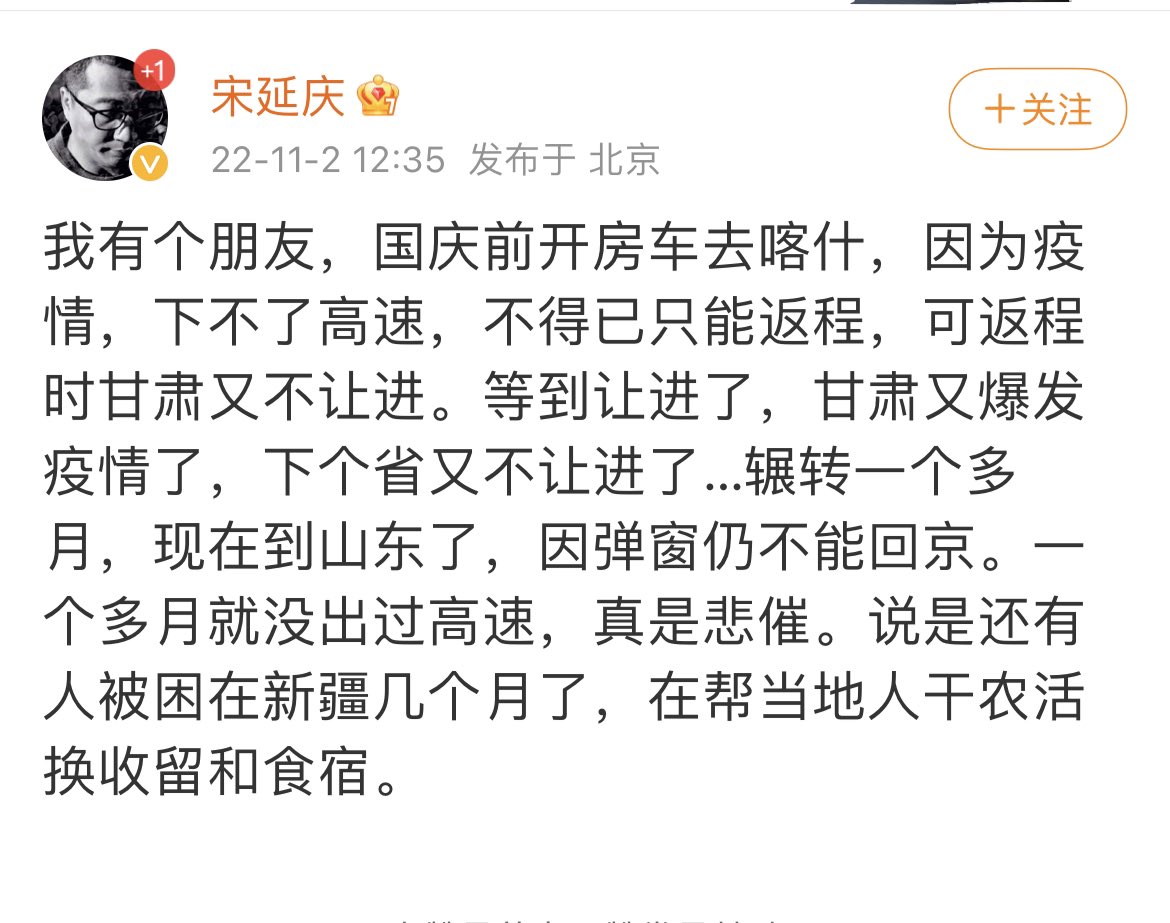 +1
宋延庆
22-11-2 12:35 发布于 北京
+关注
我有个朋友，国庆前开房车去喀什，因为疫
情，下不了高速，不得已只能返程，可返程
时甘肃又不让进。等到让进了，甘肃又爆发
疫情了，下个省又不让进了...辗转一个多
月，现在到山东了，因弹窗仍不能回京。一
个多月就没出过高速，真是悲催。说是还有
人被困在新疆几个月了，在帮当地人干农活
换收留和食宿。